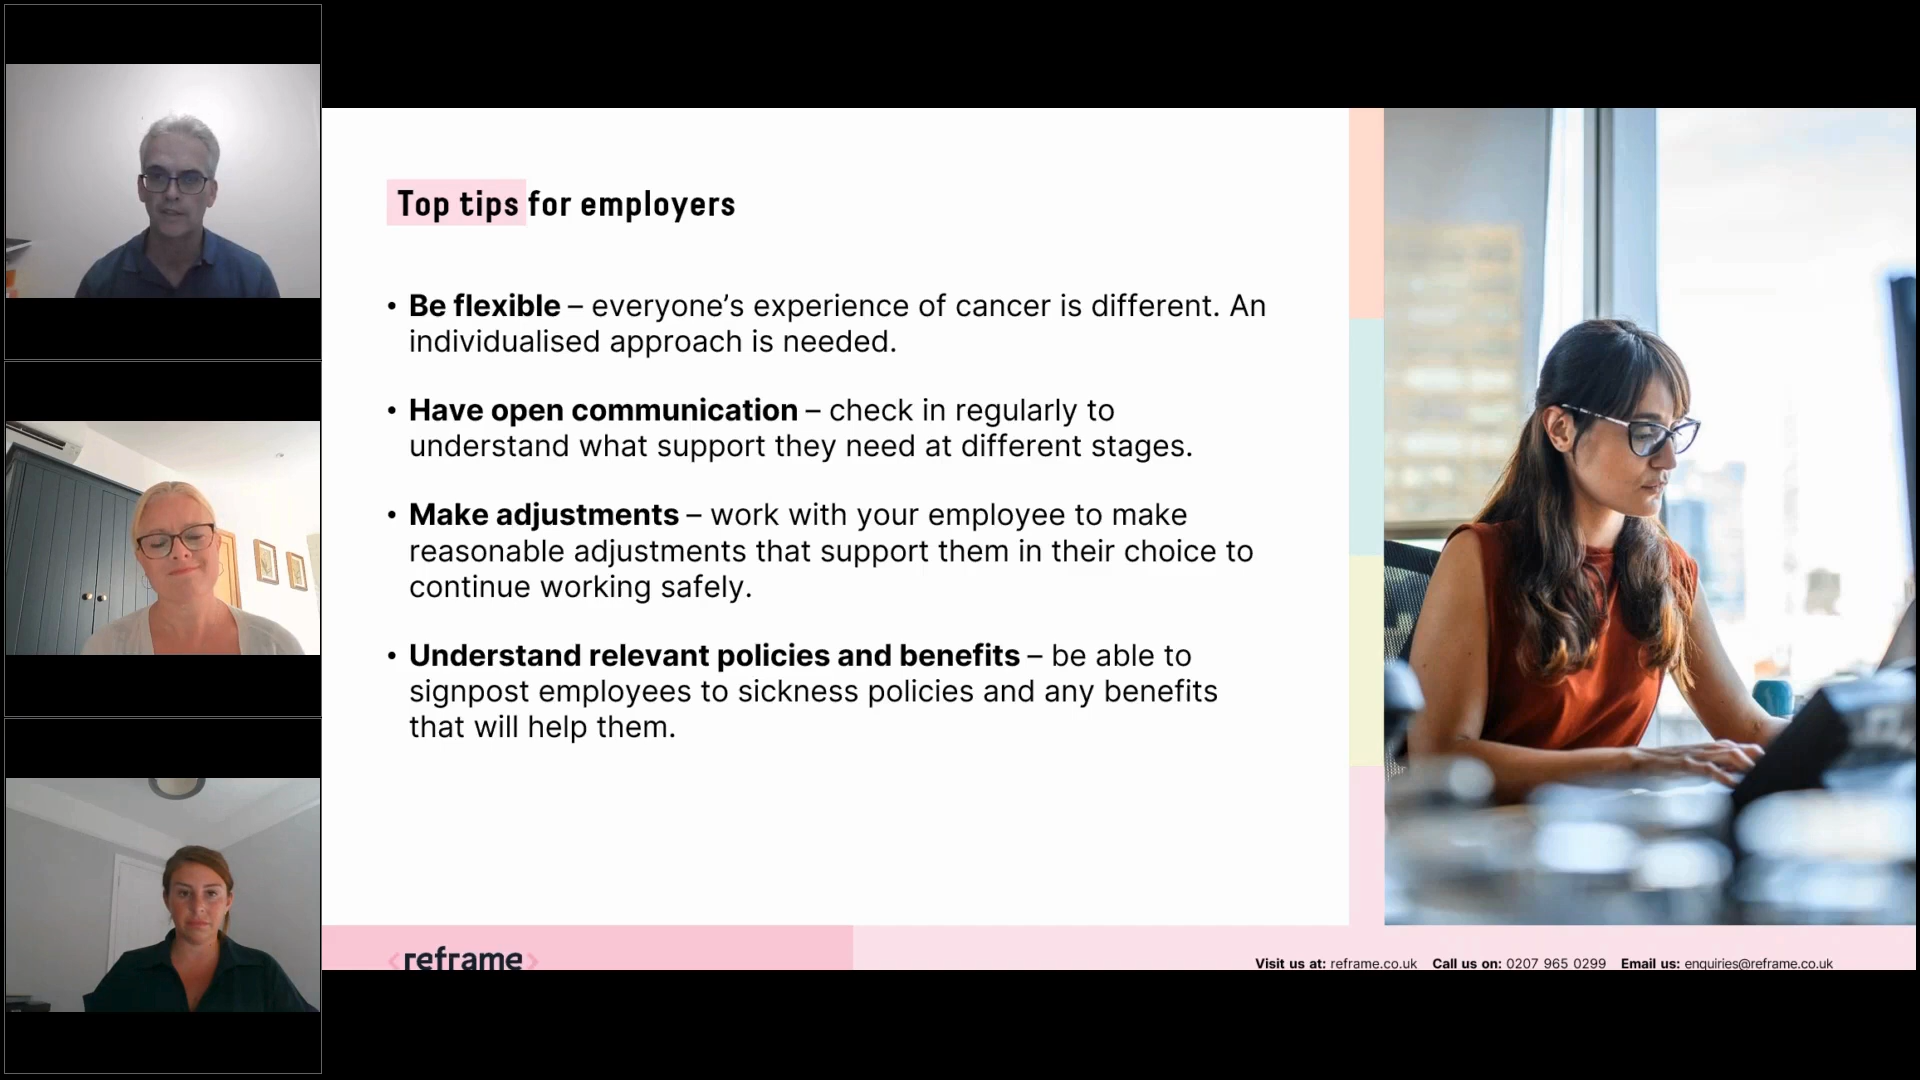 Top tips for employers
• Be flexible – everyone’s experience of cancer is different. An
individualised approach is needed.
• Have open communication – check in regularly to
understand what support they need at different stages.
• Make adjustments – work with your employee to make
reasonable adjustments that support them in their choice to
continue working safely.
• Understand relevant policies and benefits – be able to
signpost employees to sickness policies and any benefits
that will help them.
<reframe>
Visit us at: reframe.co.uk Call us on: 0207 965 0299 Email us: enquiries@reframe.co.uk